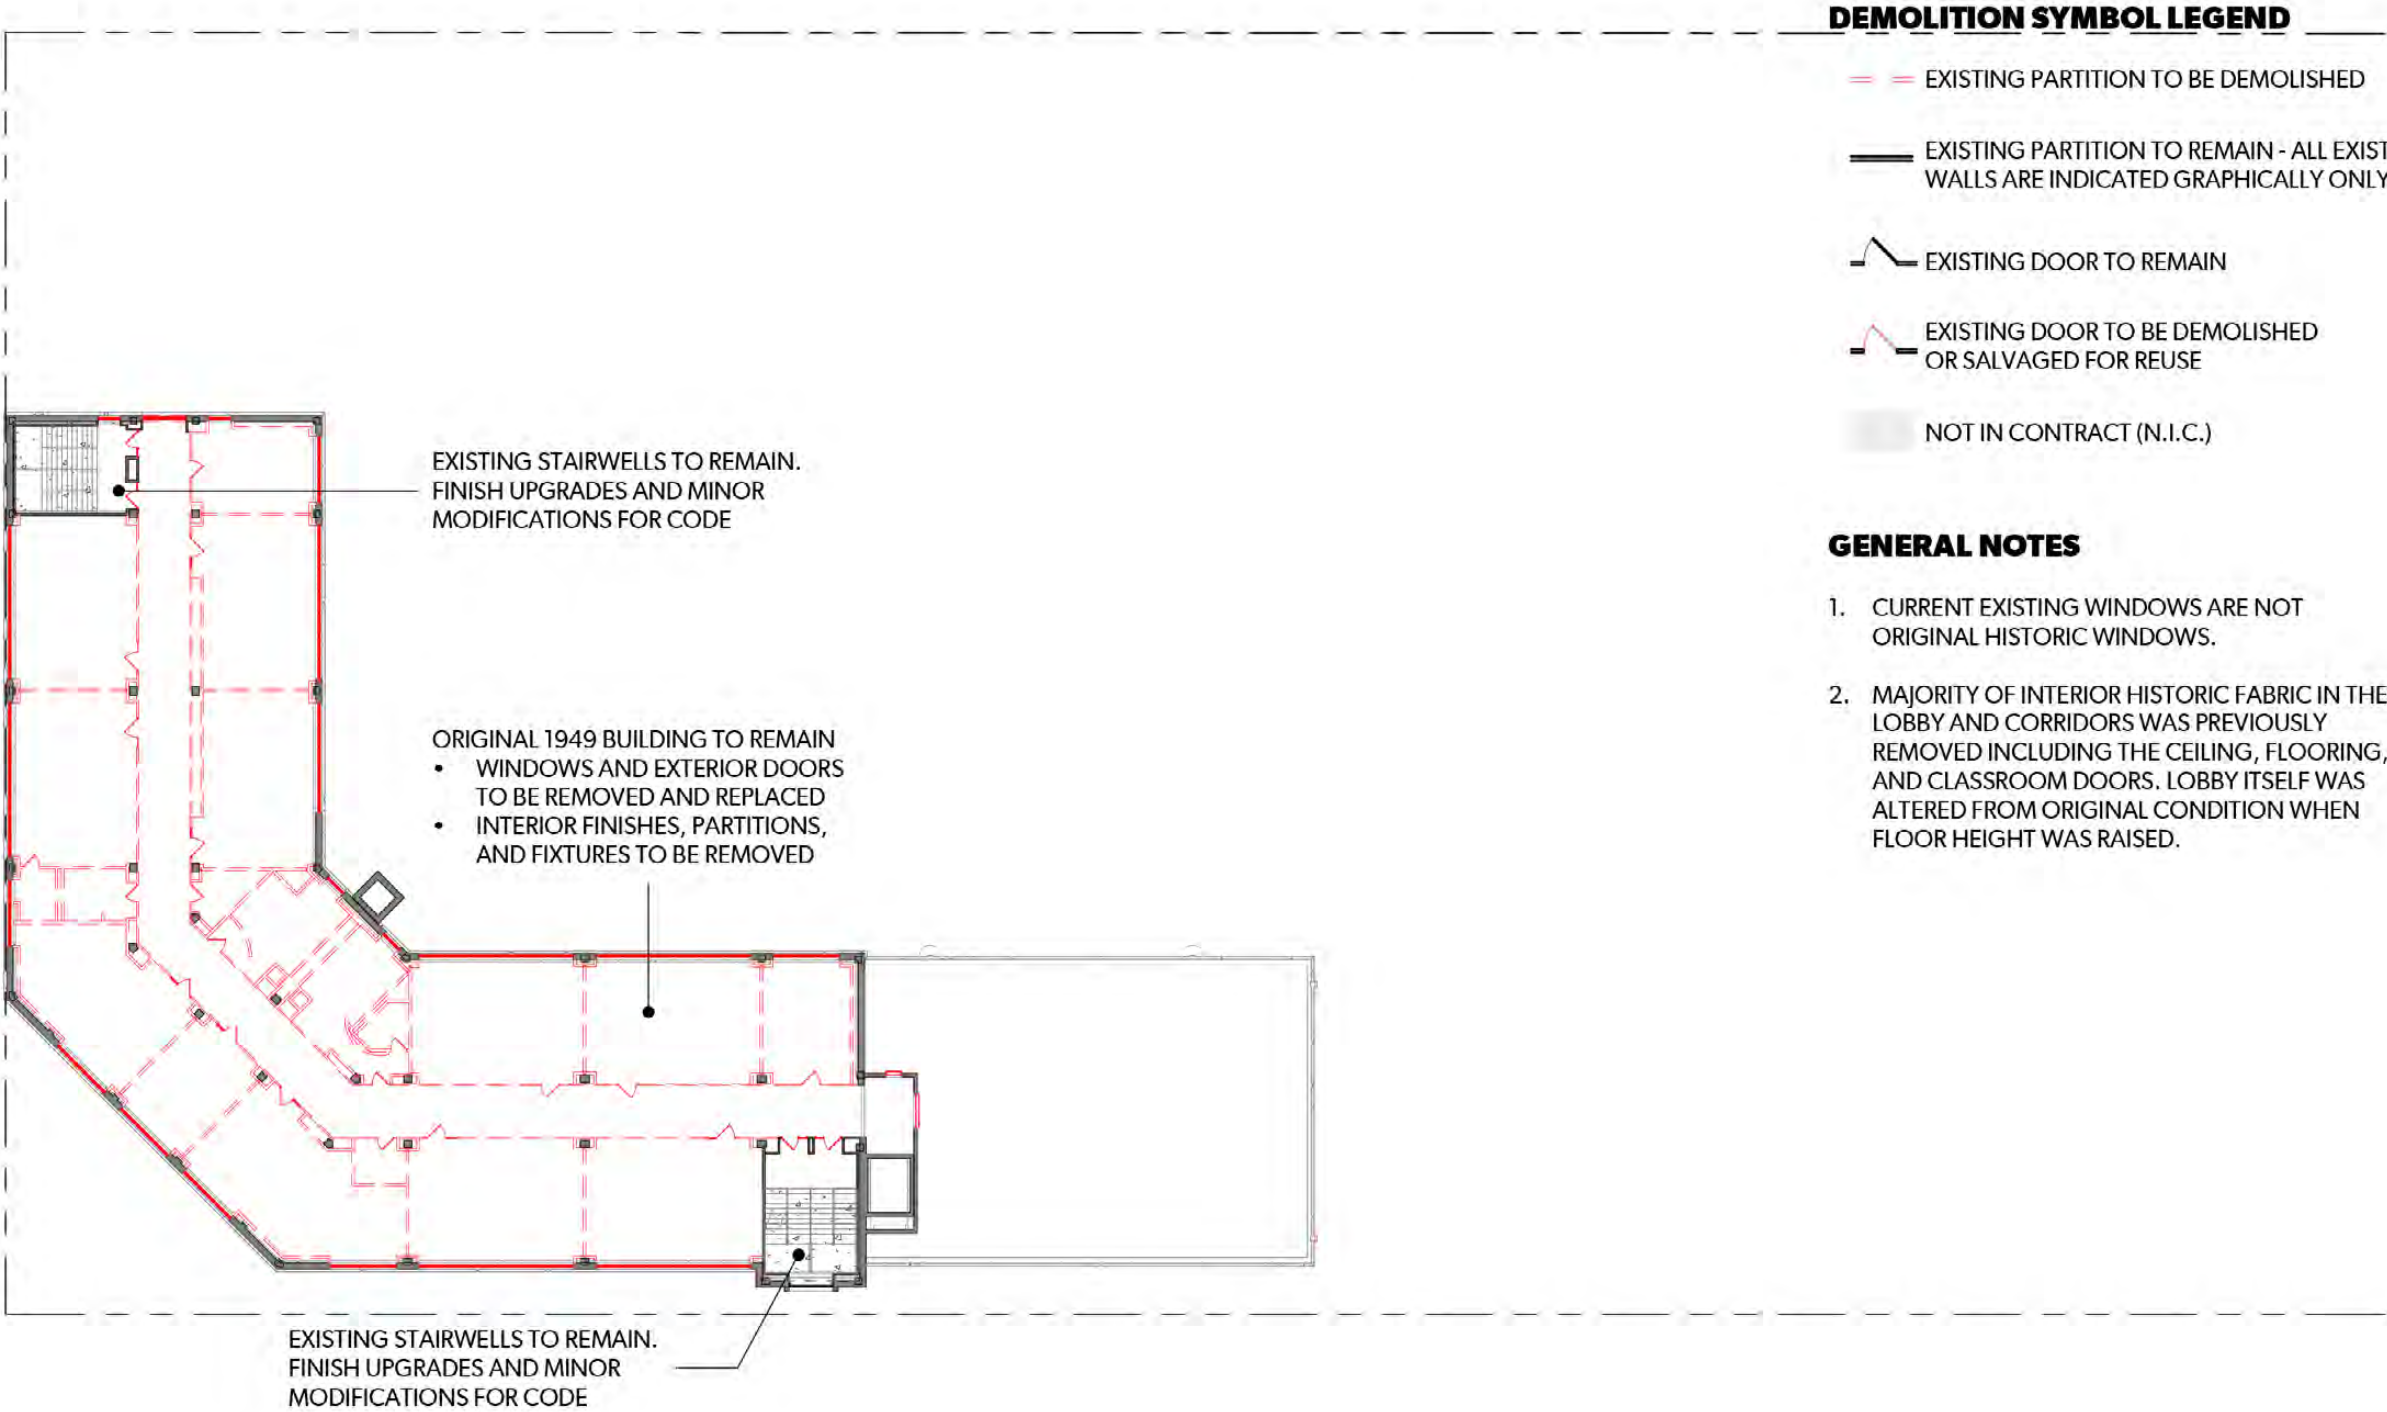 DEMOLITION SYMBOL LEGEND
EXISTING PARTITION TO BE DEMOLISHED
EXISTING PARTITION TO REMAIN - ALL EXIST
WALLS ARE INDICATED GRAPHICALLY ONLY
EXISTING DOOR TO REMAIN
EXISTING DOOR TO BE DEMOLISHED
OR SALVAGED FOR REUSE
NOT IN CONTRACT (N.I.C.)
GENERAL NOTES
1. CURRENT EXISTING WINDOWS ARE NOT
ORIGINAL HISTORIC WINDOWS.
2. MAJORITY OF INTERIOR HISTORIC FABRIC IN THE
LOBBY AND CORRIDORS WAS PREVIOUSLY
REMOVED INCLUDING THE CEILING, FLOORING,
AND CLASSROOM DOORS. LOBBY ITSELF WAS
ALTERED FROM ORIGINAL CONDITION WHEN
FLOOR HEIGHT WAS RAISED.
EXISTING STAIRWELLS TO REMAIN.
FINISH UPGRADES AND MINOR
MODIFICATIONS FOR CODE
ORIGINAL 1949 BUILDING TO REMAIN
• WINDOWS AND EXTERIOR DOORS
TO BE REMOVED AND REPLACED
• INTERIOR FINISHES, PARTITIONS,
AND FIXTURES TO BE REMOVED
EXISTING STAIRWELLS TO REMAIN.
FINISH UPGRADES AND MINOR
MODIFICATIONS FOR CODE